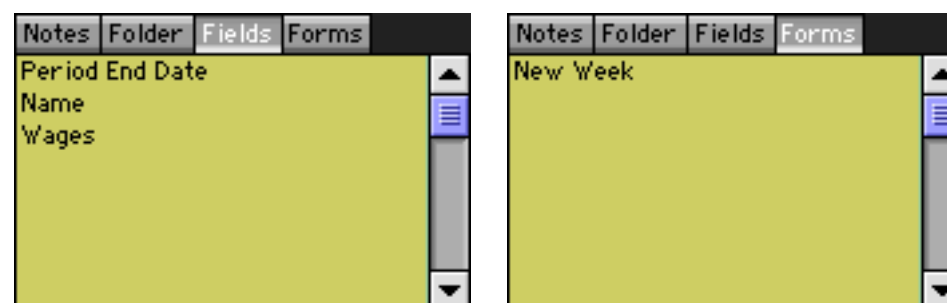 Notes Folder Fields Forms
Period End Date
Name
Wages
Notes Folder Fields Forms
New Week